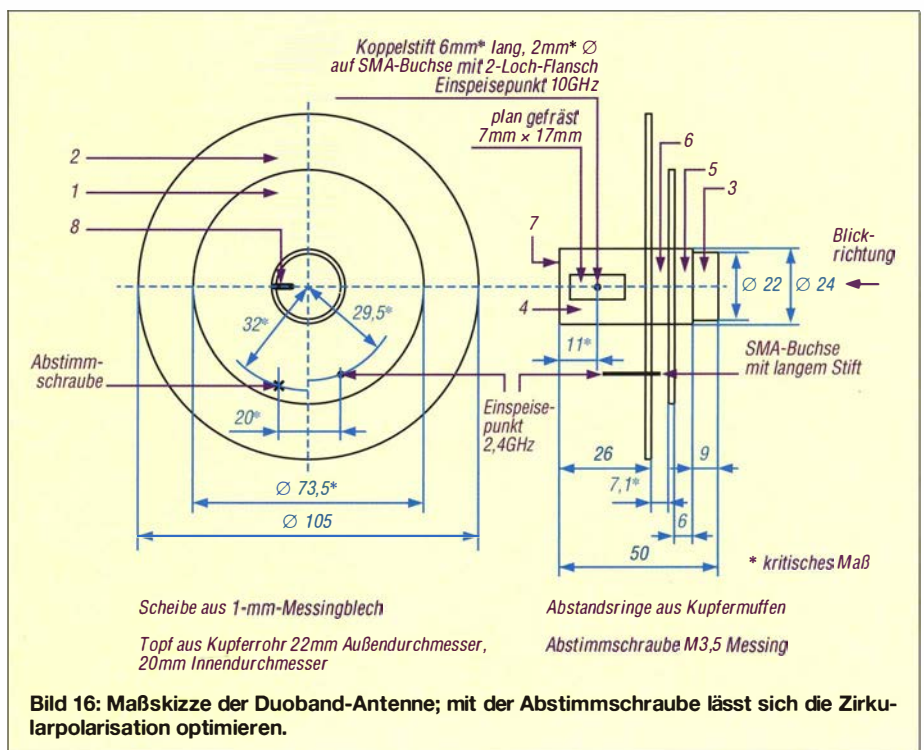 Koppelstift 6mm* lang, 2mm* Ø
auf SMA-Buchse mit 2-Loch-Flansch
Einspeisepunkt 10GHz
plan gefräst
7mm × 17mm
2
1
8
6
5
3
7
4
Blick-
richtung
Ø 22
Ø 24
32*
29,5*
11*
Abstimm-
schraube
SMA-Buchse
mit langem Stift
20*
Einspeise-
punkt
2,4GHz
26
9
7,1*
6
Ø 73,5*
Ø 105
50
* kritisches Maß
Scheibe aus 1-mm-Messingblech
Abstandsringe aus Kupfermuffen
Topf aus Kupferrohr 22mm Außendurchmesser,
20mm Innendurchmesser
Abstimmschraube M3,5 Messing
Bild 16: Maßskizze der Duoband-Antenne; mit der Abstimmschraube lässt sich die Zirku-
larpolarisation optimieren.